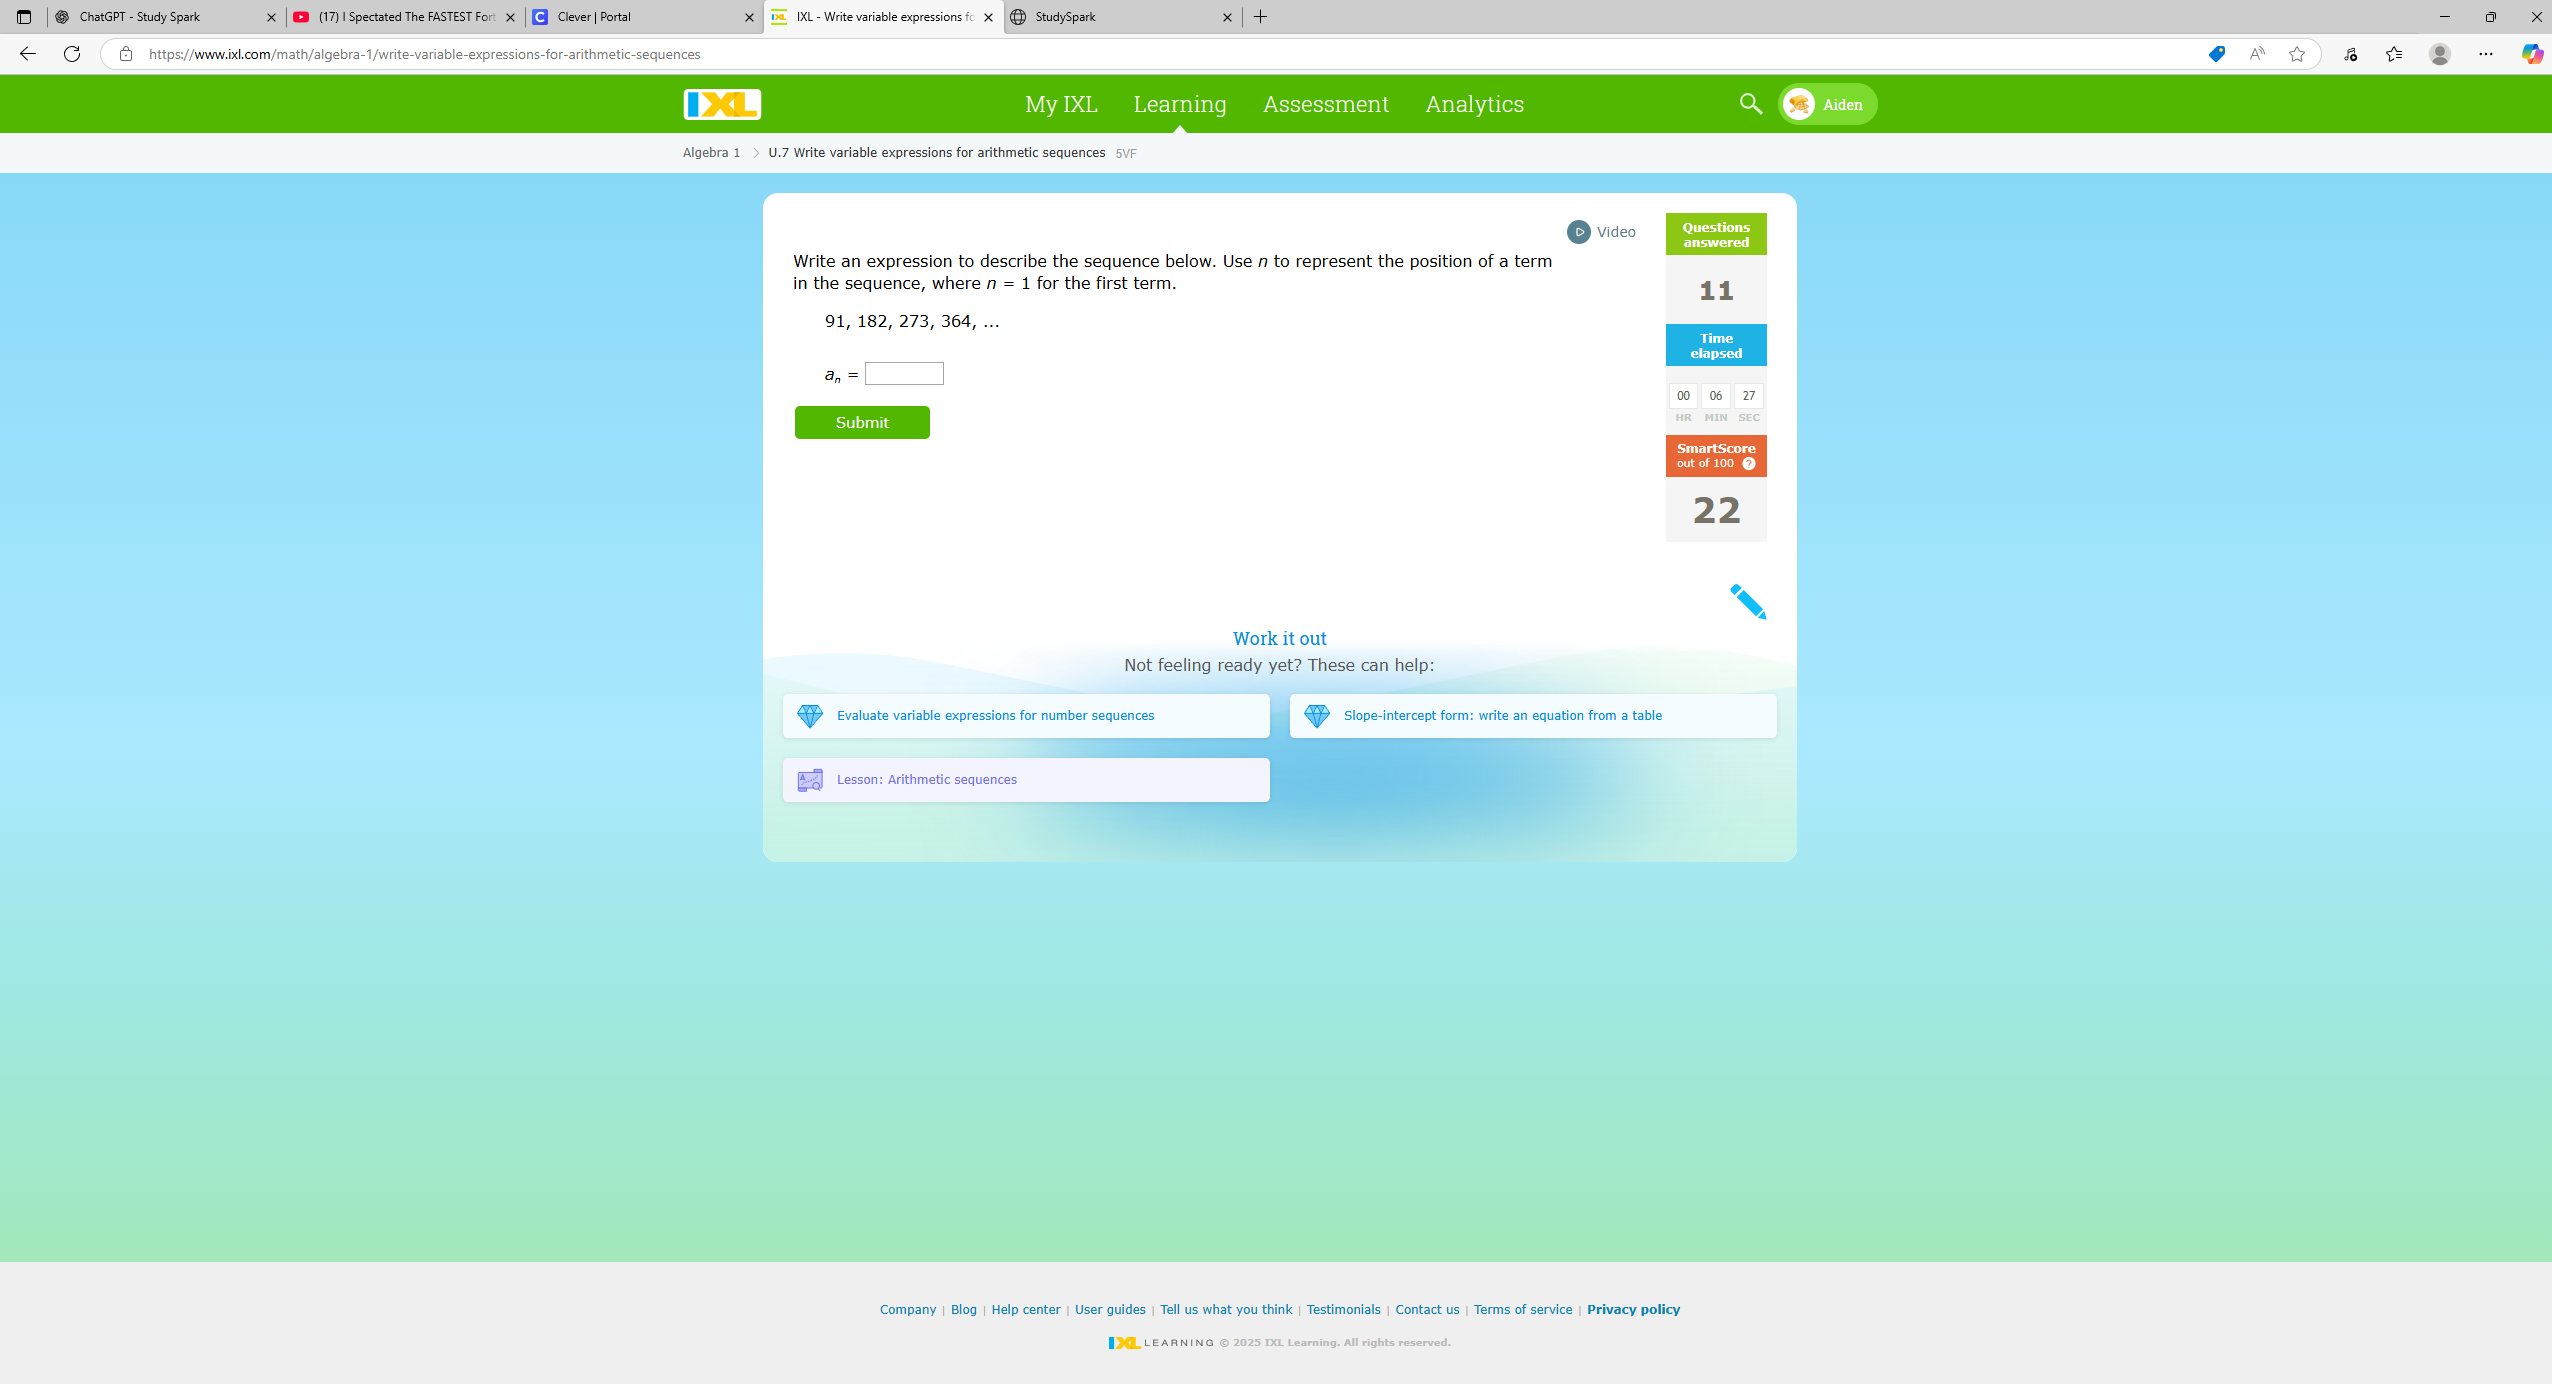 ChatGPT - Study Spark
(17) I Spectated The FASTEST Fort
Clever | Portal
IXL - Write variable expressions fo
StudySpark
https://www.ixl.com/math/algebra-1/write-variable-expressions-for-arithmetic-sequences
IXL
My IXL
Learning
Assessment
Analytics
Aiden
Algebra 1 > U.7 Write variable expressions for arithmetic sequences 5VF
Video
Write an expression to describe the sequence below. Use n to represent the position of a term
in the sequence, where n = 1 for the first term.
91, 182, 273, 364, ...
an =
Submit
Questions
answered
11
Time
elapsed
00 06 27
HR MIN SEC
SmartScore
out of 100 ?
22
Work it out
Not feeling ready yet? These can help:
Evaluate variable expressions for number sequences
Slope-intercept form: write an equation from a table
Lesson: Arithmetic sequences
Company | Blog | Help center | User guides | Tell us what you think | Testimonials | Contact us | Terms of service | Privacy policy
IXL LEARNING © 2025 IXL Learning. All rights reserved.